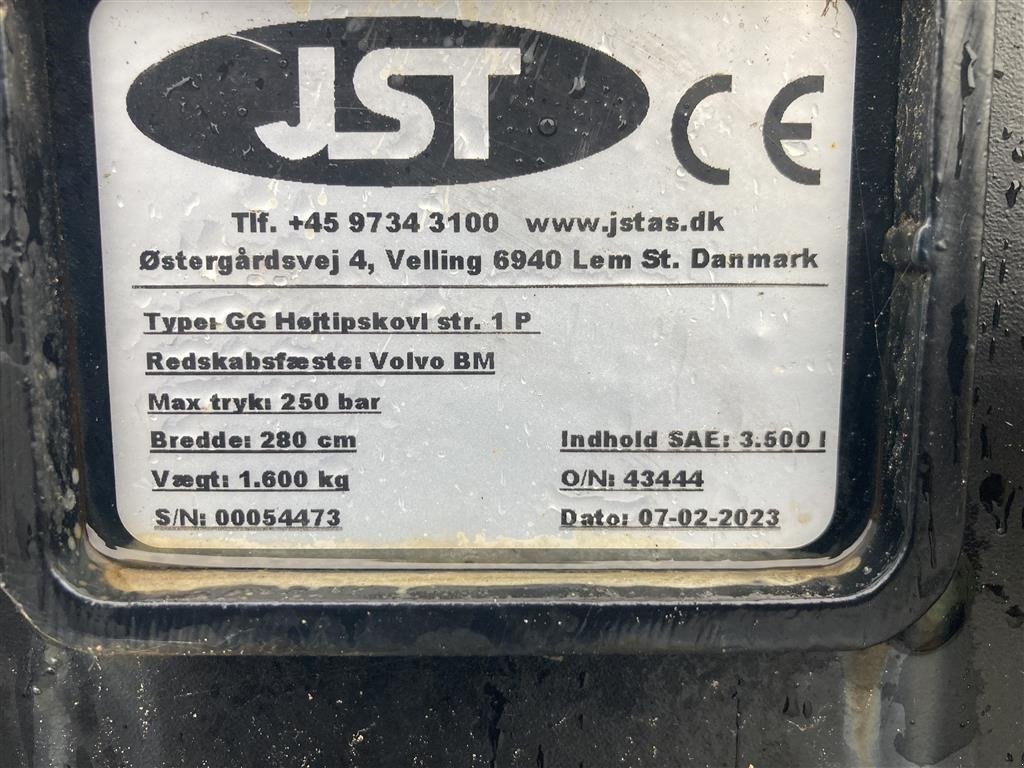 JST CE
Tlf. +45 9734 3100 www.jstas.dk
Østergårdsvej 4, Velling 6940 Lem St. Danmark
Type: GG Højtipskovl str. 1 P
Redskabsfæste: Volvo BM
Max tryk: 250 bar
Bredde: 280 cm Indhold SAE: 3.500 l
Vægt: 1.600 kg O/N: 43444
S/N: 00054473 Dato: 07-02-2023